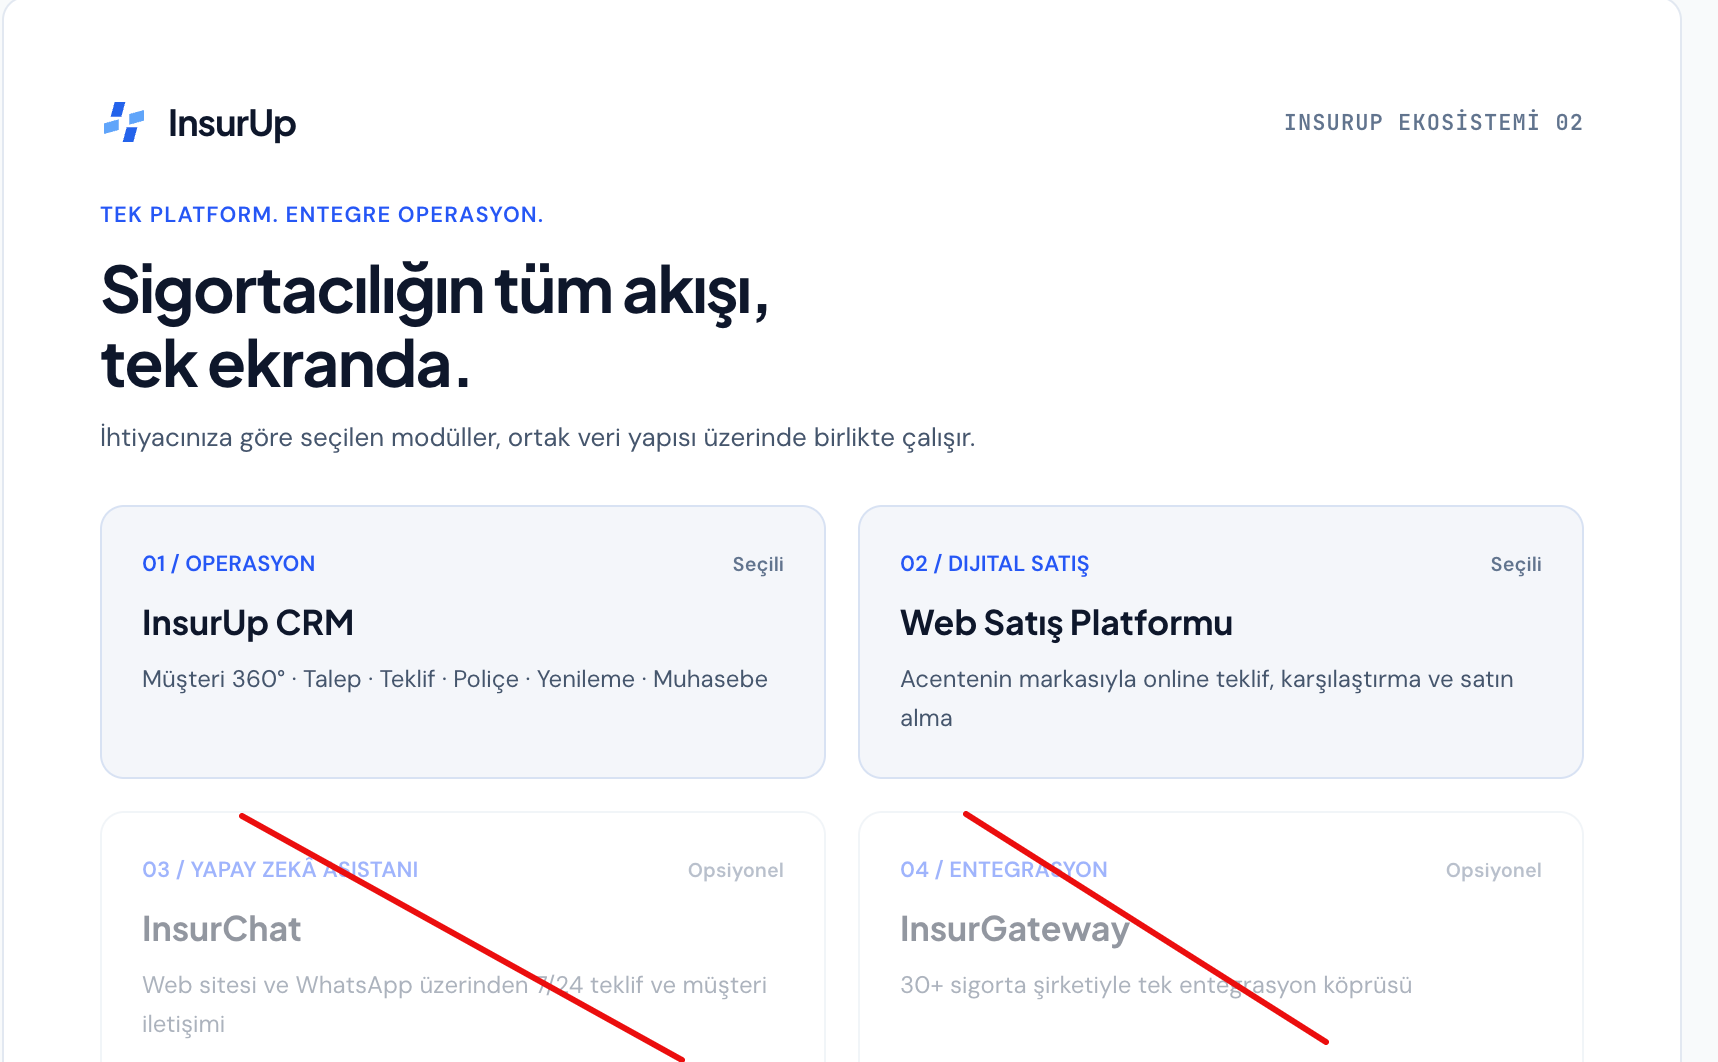 InsurUp
INSURUP EKOSİSTEMİ 02
TEK PLATFORM. ENTEGRE OPERASYON.
Sigortacılığın tüm akışı,
tek ekranda.
İhtiyacınıza göre seçilen modüller, ortak veri yapısı üzerinde birlikte çalışır.
01 / OPERASYON
Seçili
InsurUp CRM
Müşteri 360° · Talep · Teklif · Poliçe · Yenileme · Muhasebe
02 / DIJITAL SATIŞ
Seçili
Web Satış Platformu
Acentenin markasıyla online teklif, karşılaştırma ve satın
alma
03 / YAPAY ZEKÂ ASISTANI
Opsiyonel
InsurChat
Web sitesi ve WhatsApp üzerinden 7/24 teklif ve müşteri
iletişimi
04 / ENTEGRASYON
Opsiyonel
InsurGateway
30+ sigorta şirketiyle tek entegrasyon köprüsü